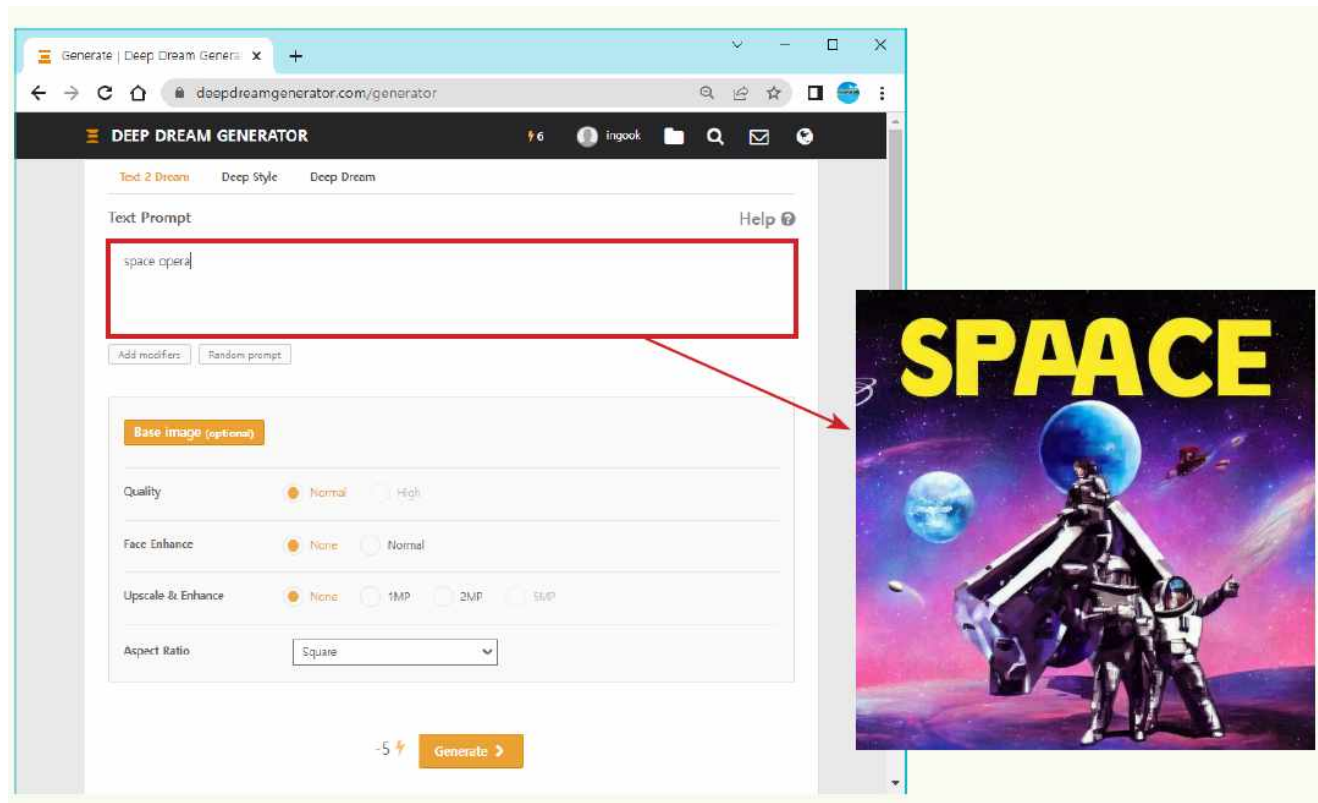 Generate | Deep Dream Genera
deepdreamgenerator.com/generator
DEEP DREAM GENERATOR
6
ingook
Text 2 Dream Deep Style Deep Dream
Text Prompt
Help
space opera
Add modifiers Random prompt
Base image (optional)
Quality Normal High
Face Enhance None Normal
Upscale & Enhance None 1MP 2MP 5MP
Aspect Ratio Square
-5 Generate
SPAACE